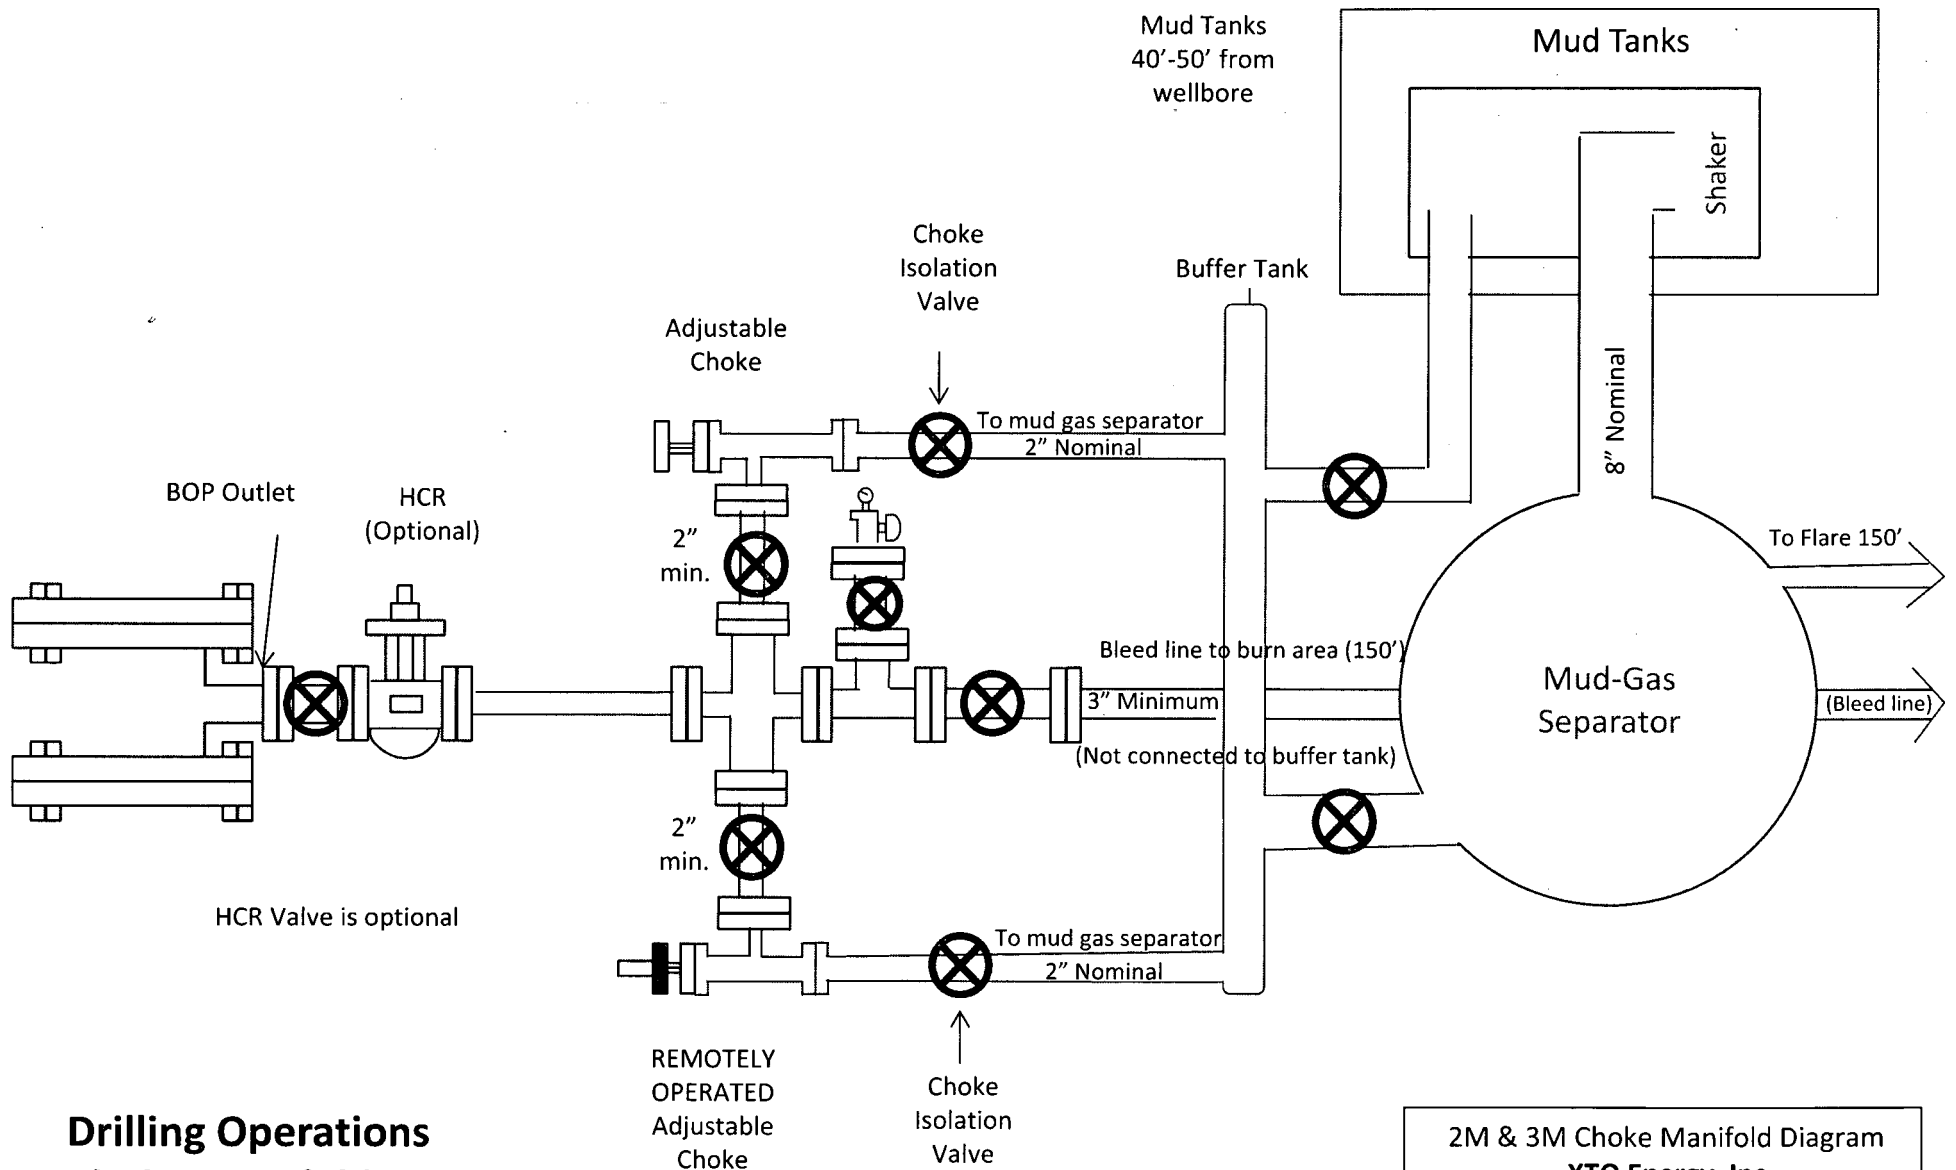 Mud Tanks
40'-50' from
wellbore
Mud Tanks
Shaker
Choke
Isolation
Valve
Buffer Tank
Adjustable
Choke
To mud gas separator
2" Nominal
8" Nominal
BOP Outlet
HCR
(Optional)
2"
min.
To Flare 150'
Bleed line to burn area (150')
3" Minimum
(Not connected to buffer tank)
Mud-Gas
Separator
(Bleed line)
2"
min.
HCR Valve is optional
To mud gas separator
2" Nominal
REMOTELY
OPERATED
Adjustable
Choke
Choke
Isolation
Valve
Drilling Operations
2M & 3M Choke Manifold Diagram
XTO Energy, Inc.